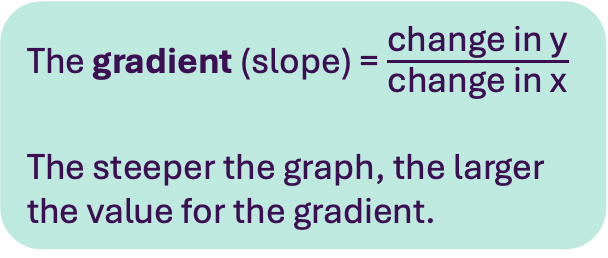 The gradient (slope) = change in y / change in x
The steeper the graph, the larger
the value for the gradient.